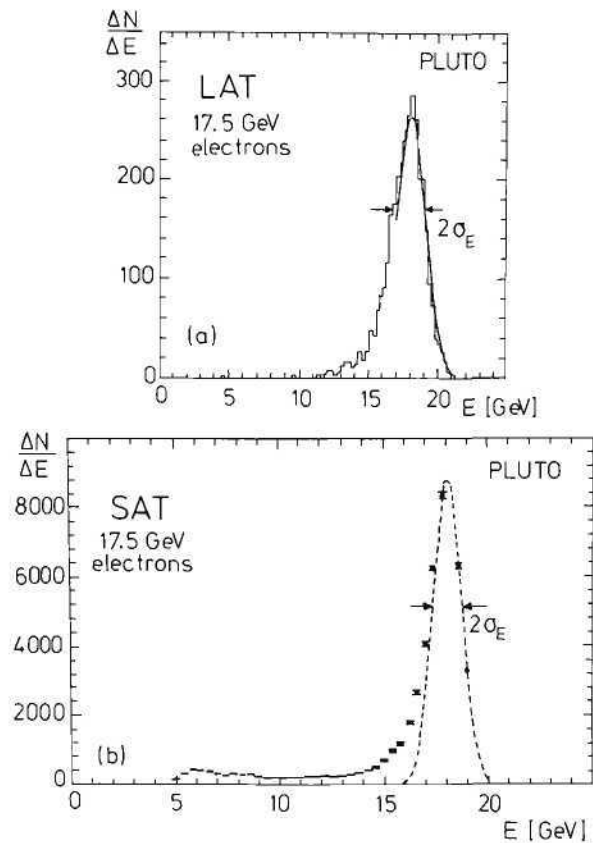 ΔN
ΔE
PLUTO
300
LAT
17.5 GeV
electrons
200
2σE
100
(a)
0
0 5 10 15 20
E [GeV]
ΔN
ΔE
PLUTO
8000
SAT
17.5 GeV
electrons
6000
2σE
4000
2000
(b)
0
0 5 10 15 20
E [GeV]